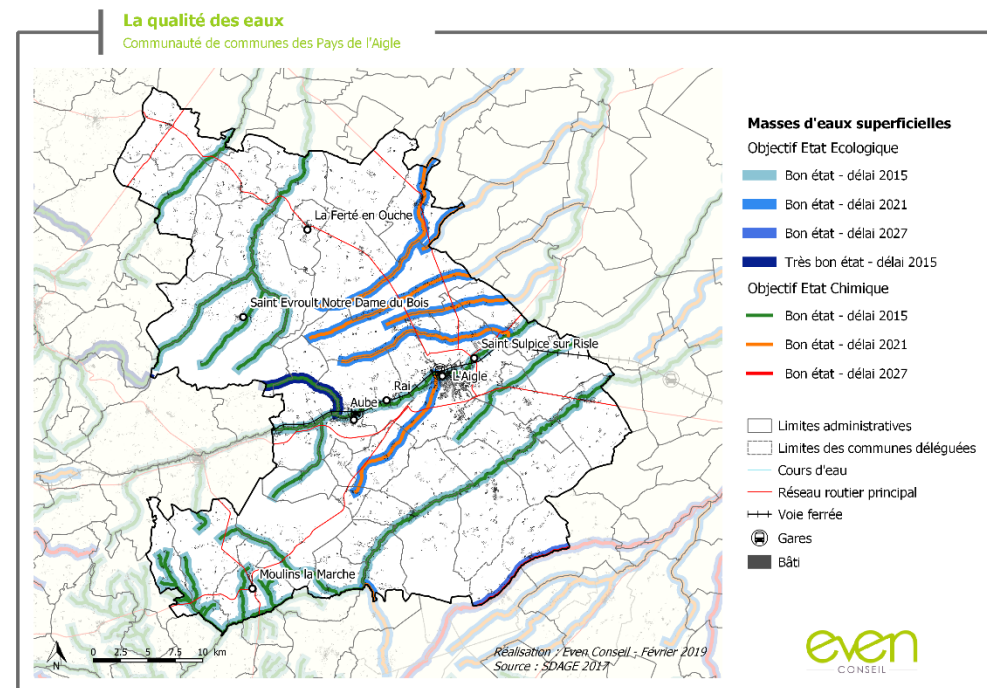 La qualité des eaux
Communauté de communes des Pays de l'Aigle
La Ferté en Ouche
Saint Evroult Notre Dame du Bois
Saint Sulpice sur Risle
L'Aigle
Rai
Aube
Moulins la Marche
N
0 2,5 5 7,5 10 km
Réalisation : Even Conseil - Février 2019
Source : SDAGE 2017
Masses d'eaux superficielles
Objectif Etat Ecologique
Bon état - délai 2015
Bon état - délai 2021
Bon état - délai 2027
Très bon état - délai 2015
Objectif Etat Chimique
Bon état - délai 2015
Bon état - délai 2021
Bon état - délai 2027
Limites administratives
Limites des communes déléguées
Cours d'eau
Réseau routier principal
Voie ferrée
Gares
Bâti
even
CONSEIL